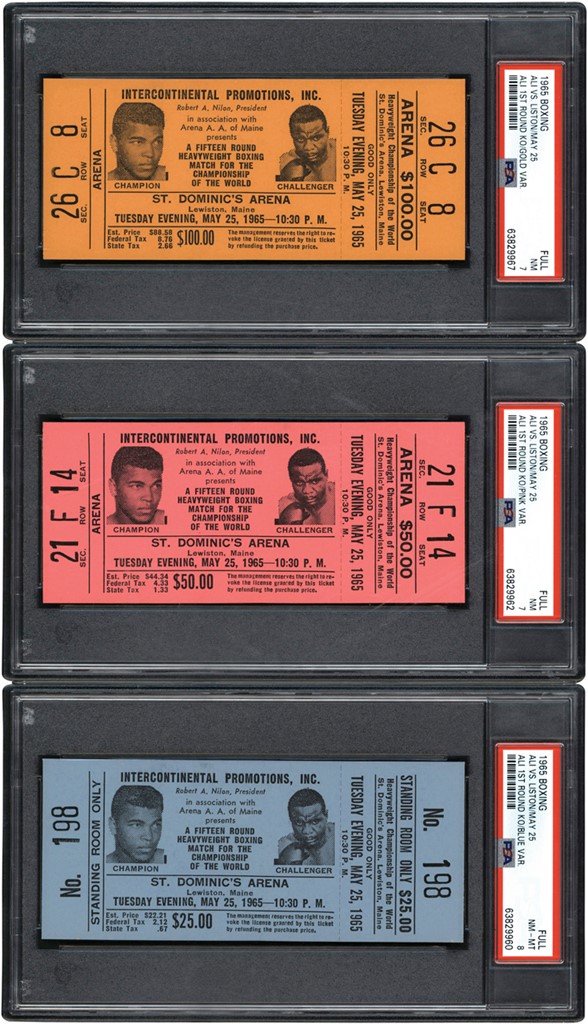 26 C 8
SEC. ROW SEAT
ARENA
INTERCONTINENTAL PROMOTIONS, INC.
Robert A. Nilon, President
in association with
Arena A. A. of Maine
presents
A FIFTEEN ROUND
HEAVYWEIGHT BOXING
MATCH FOR THE
CHAMPIONSHIP
OF THE WORLD
CHAMPION
CHALLENGER
ST. DOMINIC'S ARENA
Lewiston, Maine
TUESDAY EVENING, MAY 25, 1965—10:30 P. M.
Est. Price $88.58
Federal Tax 8.76
State Tax 2.66
$100.00
The management reserves the right to re-
voke the license granted by this ticket
by refunding the purchase price.
SEC. ROW SEAT
26 C 8
ARENA $100.00
Heavyweight Championship of the World
St. Dominic's Arena, Lewiston, Maine
GOOD ONLY
TUESDAY EVENING, MAY 25, 1965
10:30 P. M.
1965 BOXING
ALI VS. LISTON/MAY 25
ALI 1ST ROUND KO/GOLD VAR.
FULL
NM
7
63829967
PSA
21 F 14
SEC. ROW SEAT
ARENA
INTERCONTINENTAL PROMOTIONS, INC.
Robert A. Nilon, President
in association with
Arena A. A. of Maine
presents
A FIFTEEN ROUND
HEAVYWEIGHT BOXING
MATCH FOR THE
CHAMPIONSHIP
OF THE WORLD
CHAMPION
CHALLENGER
ST. DOMINIC'S ARENA
Lewiston, Maine
TUESDAY EVENING, MAY 25, 1965—10:30 P. M.
Est. Price $44.34
Federal Tax 4.33
State Tax 1.33
$50.00
The management reserves the right to re-
voke the license granted by this ticket
by refunding the purchase price.
SEC. ROW SEAT
21 F 14
ARENA $50.00
Heavyweight Championship of the World
St. Dominic's Arena, Lewiston, Maine
GOOD ONLY
TUESDAY EVENING, MAY 25, 1965
10:30 P. M.
1965 BOXING
ALI VS. LISTON/MAY 25
ALI 1ST ROUND KO/PNK VAR.
FULL
NM
7
63829962
PSA
No. 198
STANDING ROOM ONLY
INTERCONTINENTAL PROMOTIONS, INC.
Robert A. Nilon, President
in association with
Arena A. A. of Maine
presents
A FIFTEEN ROUND
HEAVYWEIGHT BOXING
MATCH FOR THE
CHAMPIONSHIP
OF THE WORLD
CHAMPION
CHALLENGER
ST. DOMINIC'S ARENA
Lewiston, Maine
TUESDAY EVENING, MAY 25, 1965—10:30 P. M.
Est. Price $22.21
Federal Tax 2.12
State Tax .67
$25.00
The management reserves the right to re-
voke the license granted by this ticket
by refunding the purchase price.
No. 198
STANDING ROOM ONLY $25.00
Heavyweight Championship of the World
St. Dominic's Arena, Lewiston, Maine
GOOD ONLY
TUESDAY EVENING, MAY 25, 1965
10:30 P. M.
1965 BOXING
ALI VS. LISTON/MAY 25
ALI 1ST ROUND KO/BLUE VAR.
FULL
NM-MT
8
63829960
PSA